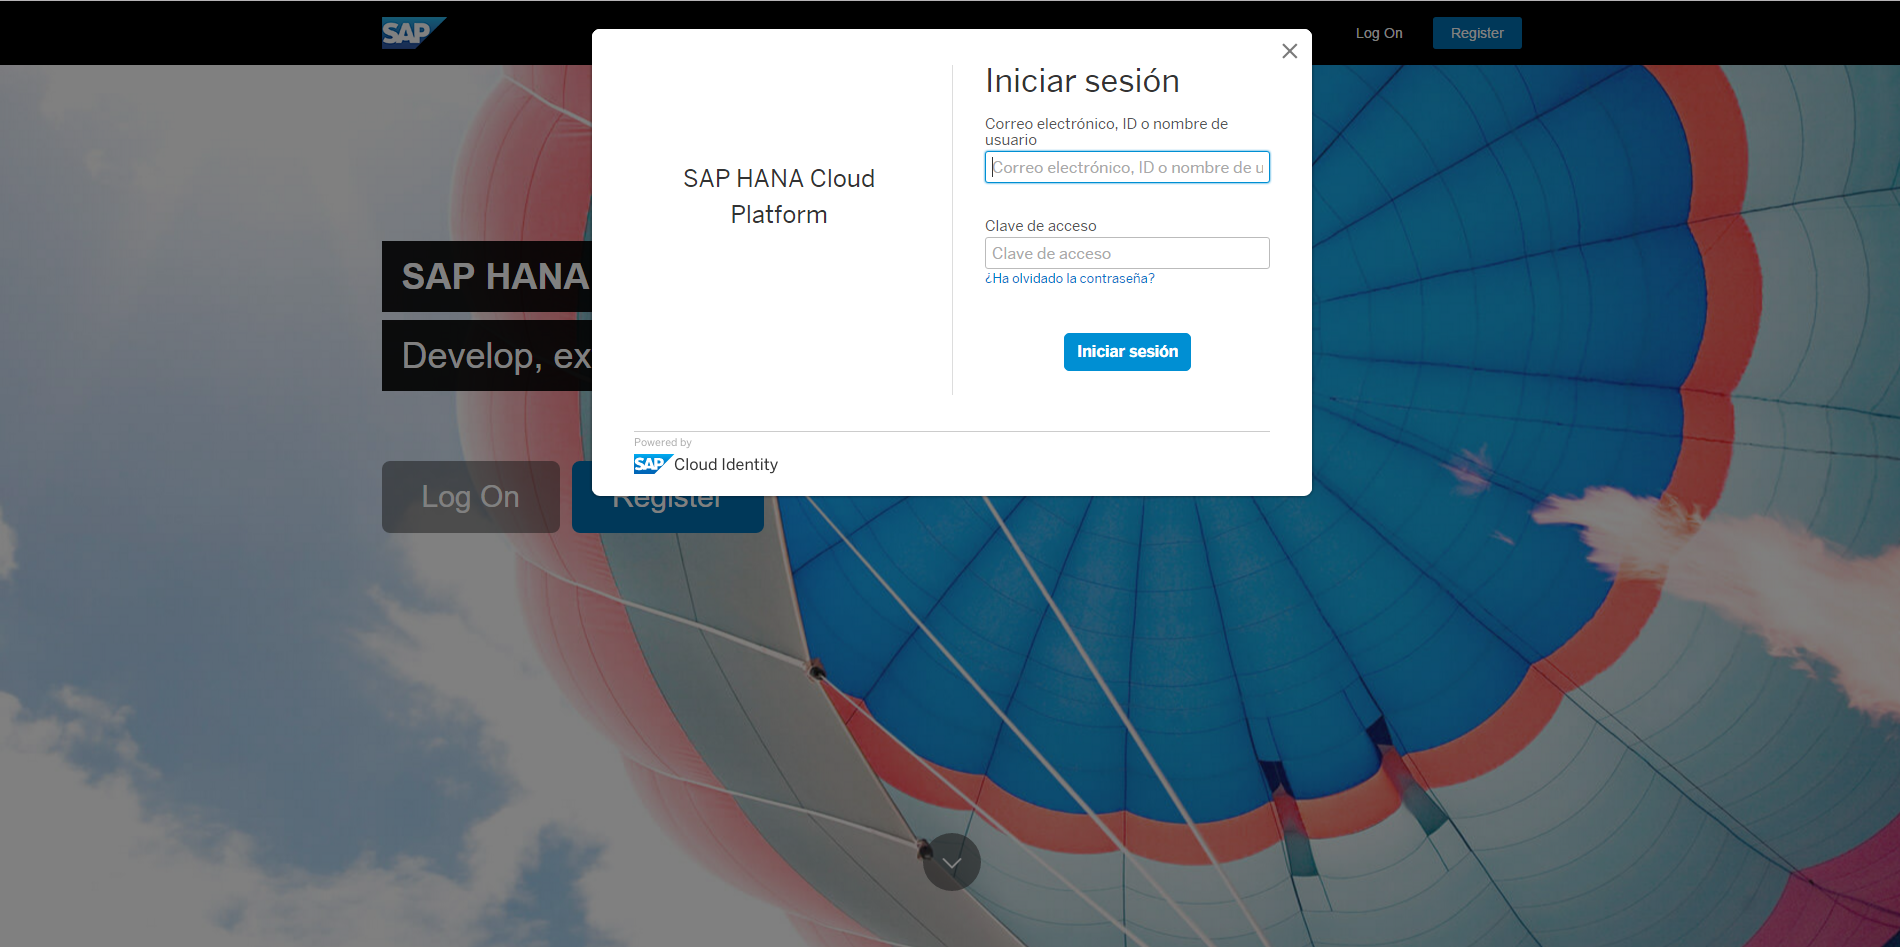 SAP
Log On
Register
Iniciar sesión
Correo electrónico, ID o nombre de
usuario
Correo electrónico, ID o nombre de u
SAP HANA Cloud
Platform
Clave de acceso
Clave de acceso
¿Ha olvidado la contraseña?
SAP HANA
Develop, ex
Iniciar sesión
Powered by
SAP Cloud Identity
Log On
Register